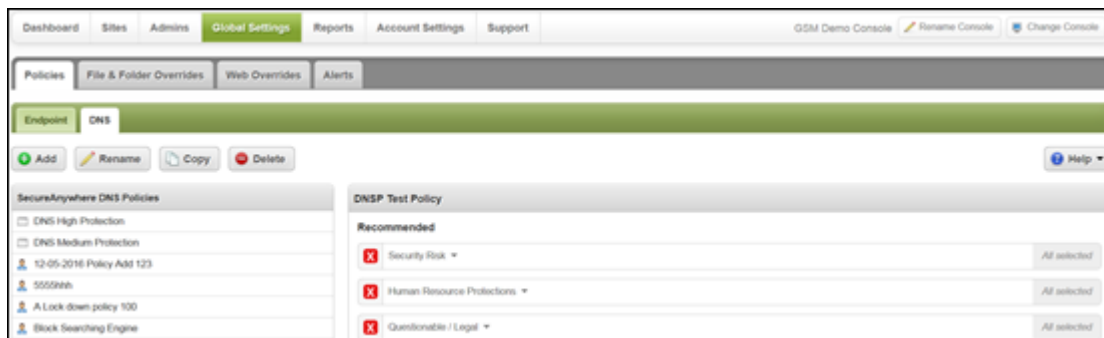 Dashboard Sites Admins Global Settings Reports Account Settings Support GSM Demo Console Rename Console Change Console
Policies File & Folder Overrides Web Overrides Alerts
Endpoint DNS
Add Rename Copy Delete Help
SecureAnywhere DNS Policies
DNS High Protection
DNS Medium Protection
12-05-2016 Policy Add 123
5555hhh
A Lock down policy 100
Block Searching Engine
DNSP Test Policy
Recommended
Security Risk All selected
Human Resource Protections All selected
Questionable / Legal All selected